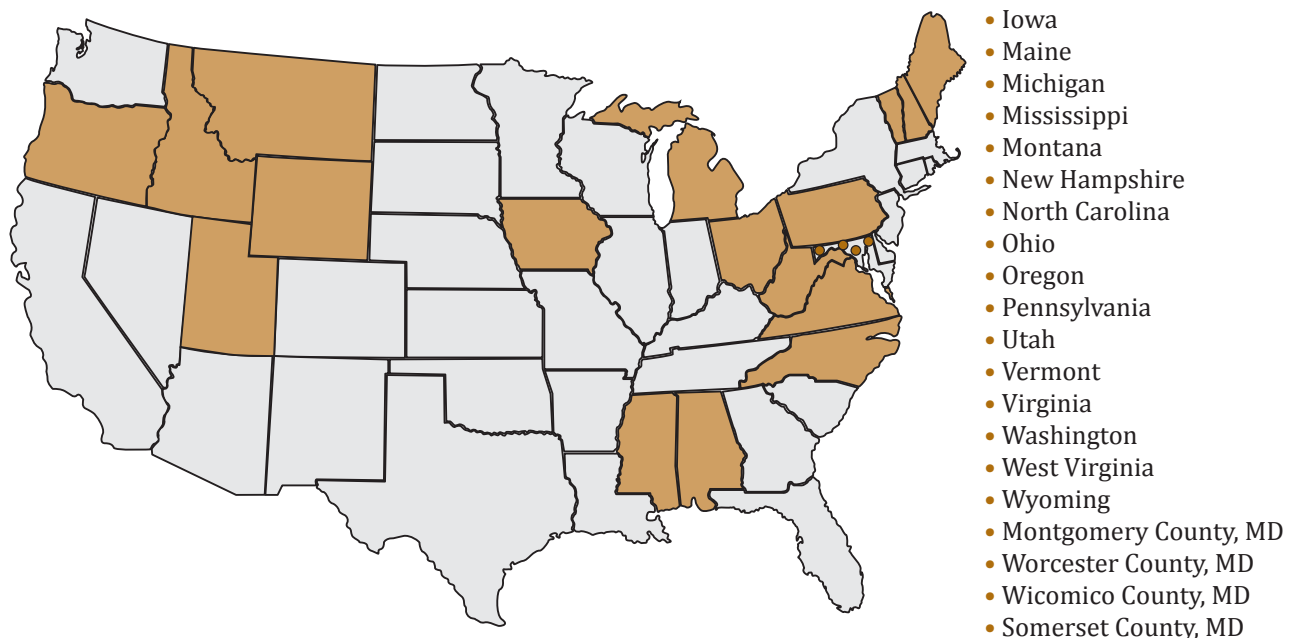 • Iowa
• Maine
• Michigan
• Mississippi
• Montana
• New Hampshire
• North Carolina
• Ohio
• Oregon
• Pennsylvania
• Utah
• Vermont
• Virginia
• Washington
• West Virginia
• Wyoming
• Montgomery County, MD
• Worcester County, MD
• Wicomico County, MD
• Somerset County, MD